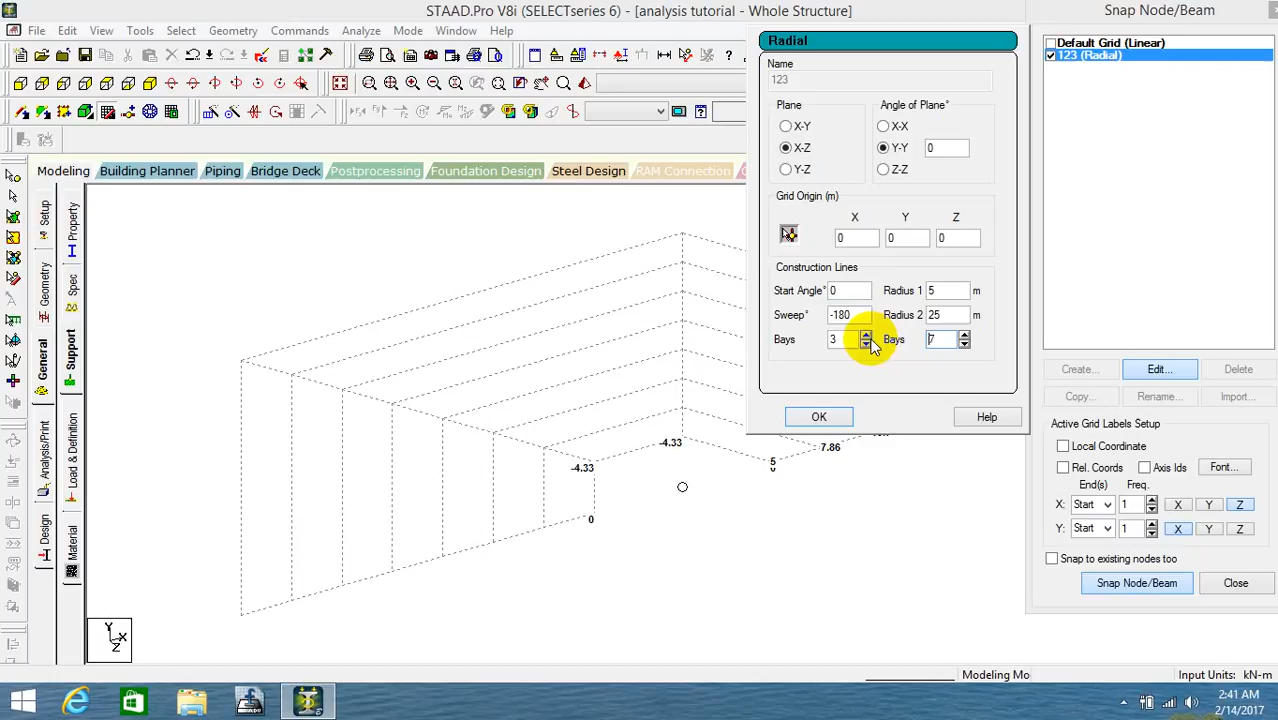 STAAD.Pro V8i (SELECTseries 6) - [analysis tutorial - Whole Structure]
Snap Node/Beam
File Edit View Tools Select Geometry Commands Analyze Mode Window Help
Default Grid (Linear)
123 (Radial)
Radial
Name
123
Plane
X-Y
X-Z
Y-Z
Angle of Plane°
X-X
Y-Y 0
Z-Z
Grid Origin (m)
X Y Z
0 0 0
Construction Lines
Start Angle° 0 Radius 1 5 m
Sweep° -180 Radius 2 25 m
Bays 3 Bays 7
OK Help
Modeling Building Planner Piping Bridge Deck Postprocessing Foundation Design Steel Design RAM Connection
Setup
Geometry
General
Analysis/Print
Design
Property
Spec
Support
Load & Definition
Material
-4.33
-4.33
5
0
7.86
0
Y
X
Z
Create... Edit... Delete
Copy... Rename... Import...
Active Grid Labels Setup
Local Coordinate
Rel. Coords Axis Ids Font...
End(s) Freq.
X: Start 1 X Y Z
Y: Start 1 X Y Z
Snap to existing nodes too
Snap Node/Beam Close
Modeling Mo
Input Units: kN-m
2:41 AM
2/14/2017